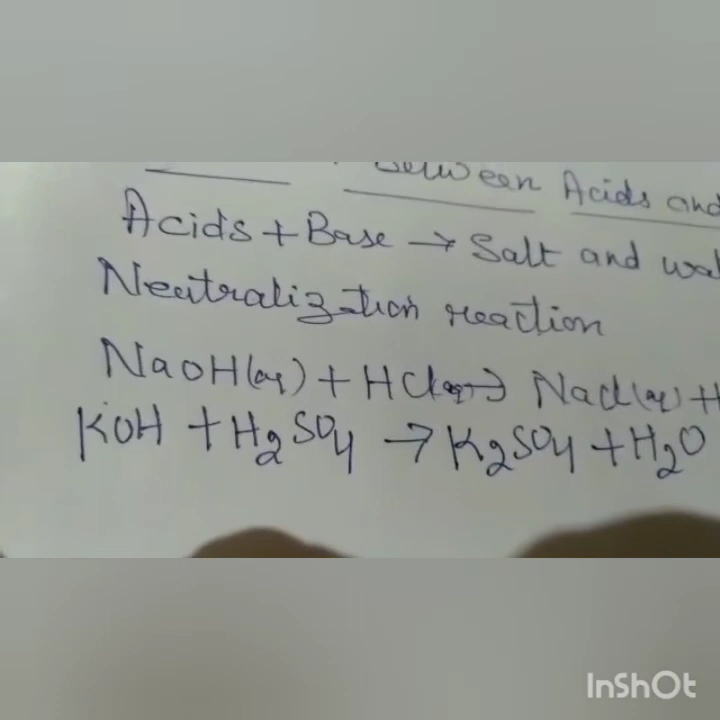 between Acids and
Acids + Base → Salt and wat
Neutralization reaction
NaOH(aq) + HCl(aq) → NaCl(aq) + H
KOH + H₂SO₄ → K₂SO₄ + H₂O
InShOt